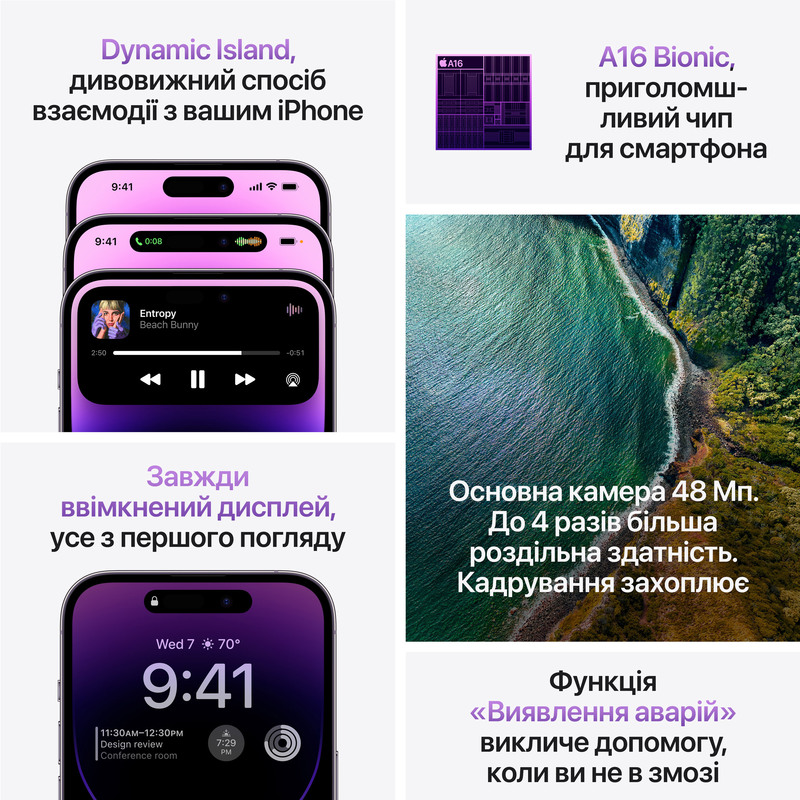 Dynamic Island,
дивовижний спосіб
взаємодії з вашим iPhone
9:41
9:41
0:08
Entropy
Beach Bunny
2:50
-0:51
A16
A16 Bionic,
приголомш-
ливий чип
для смартфона
Завжди
ввімкнений дисплей,
усе з першого погляду
Wed 7 70°
9:41
11:30AM–12:30PM
Design review
Conference room
7:29
PM
Основна камера 48 Мп.
До 4 разів більша
роздільна здатність.
Кадрування захоплює
Функція
«Виявлення аварій»
викличе допомогу,
коли ви не в змозі